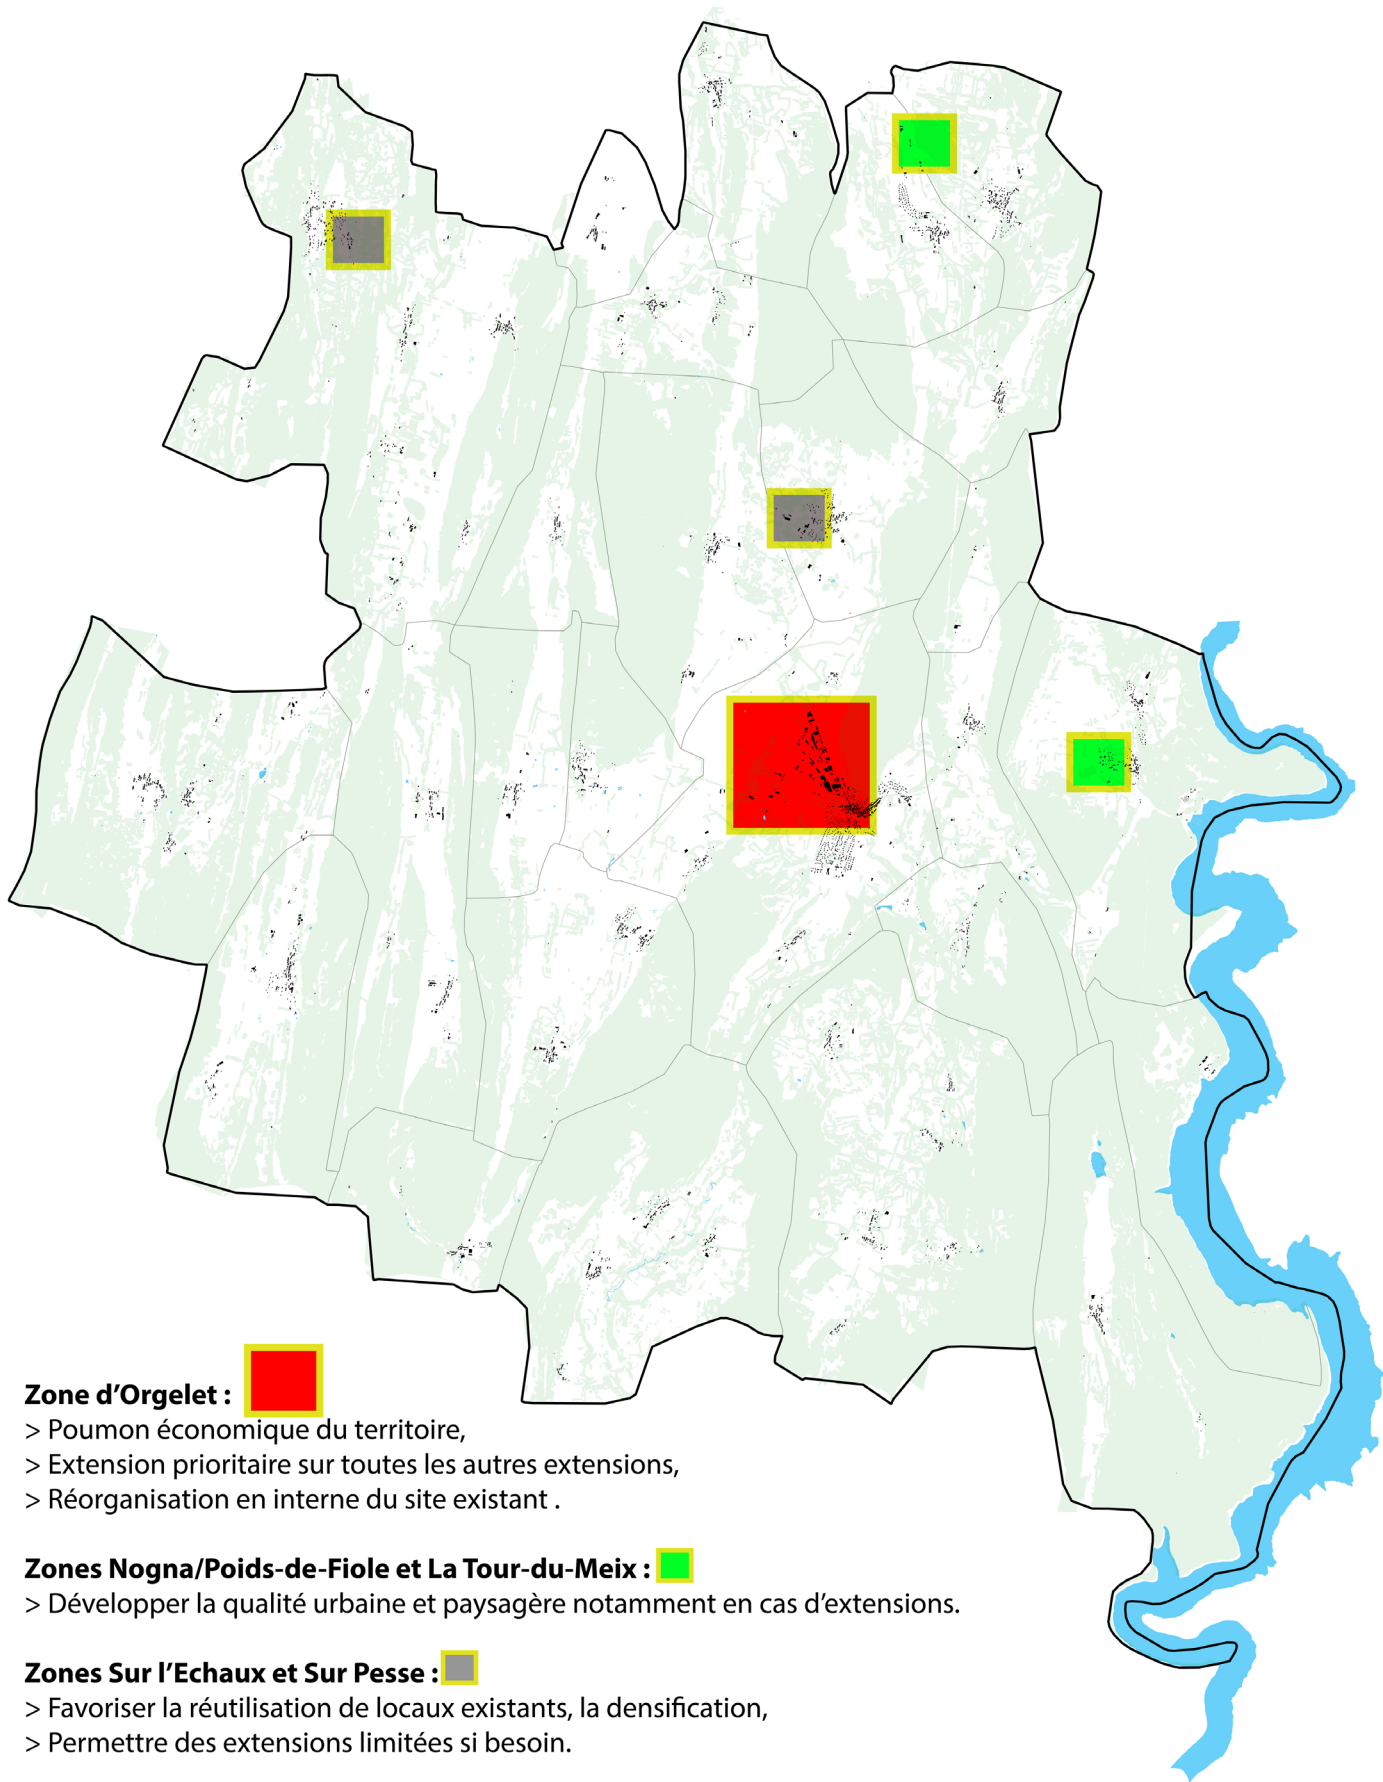 Zone d’Orgelet :
> Poumon économique du territoire,
> Extension prioritaire sur toutes les autres extensions,
> Réorganisation en interne du site existant .
Zones Nogna/Poids-de-Fiole et La Tour-du-Meix :
> Développer la qualité urbaine et paysagère notamment en cas d’extensions.
Zones Sur l’Echaux et Sur Pesse :
> Favoriser la réutilisation de locaux existants, la densification,
> Permettre des extensions limitées si besoin.